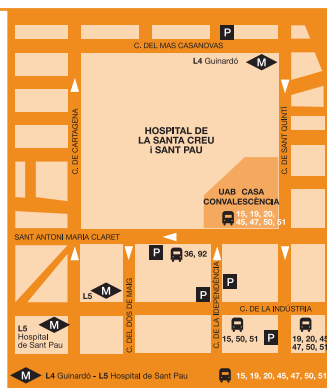 P
C. DEL MAS CASANOVAS
L4 Guinardó M
HOSPITAL DE
LA SANTA CREU
i SANT PAU
C. DE CARTAGENA
C. DE SANT QUINTÍ
UAB CASA
CONVALESCÈNCIA
15, 19, 20,
45, 47, 50, 51
SANT ANTONI MARIA CLARET
P 36, 92
L5 M
C. DEL DOS DE MAIG
C. DE LA INDEPENDÈNCIA
P
P
C. DE LA INDÚSTRIA
L5 M
Hospital
de Sant Pau
15, 50, 51
P
19, 20, 45
47, 50, 51
M L4 Guinardó - L5 Hospital de Sant Pau
15, 19, 20, 45, 47, 50, 51